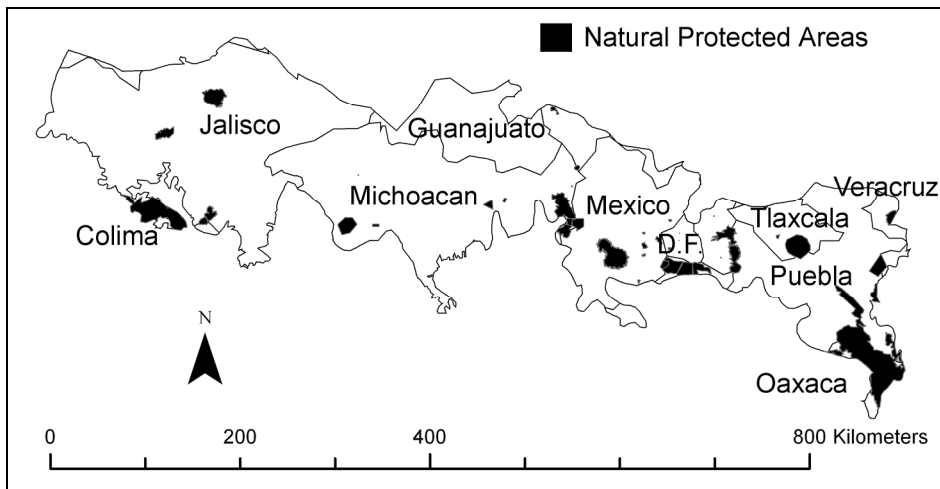 Natural Protected Areas
Jalisco
Guanajuato
Michoacan
Veracruz
Mexico
Tlaxcala
Colima
D.F.
Puebla
N
Oaxaca
0 200 400 800 Kilometers